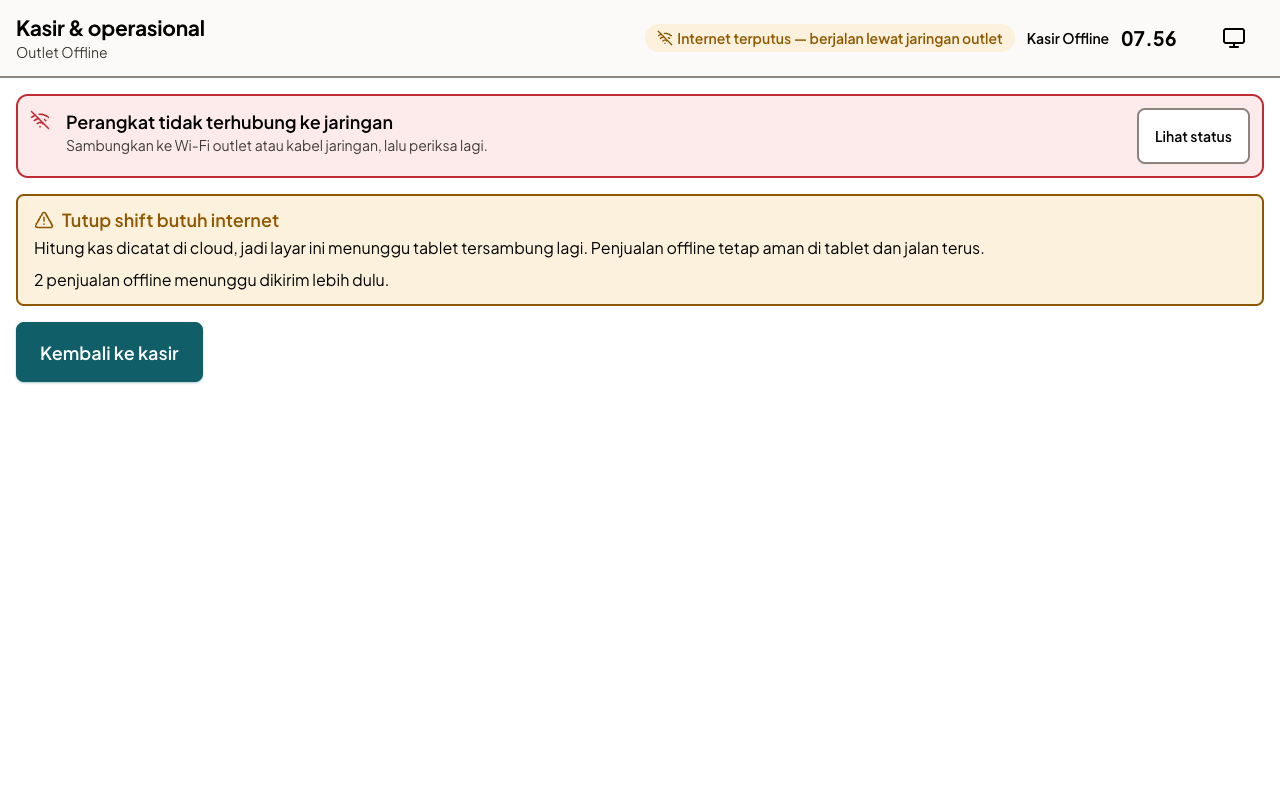 Kasir & operasional
Outlet Offline
Internet terputus — berjalan lewat jaringan outlet
Kasir Offline
07.56
Perangkat tidak terhubung ke jaringan
Sambungkan ke Wi-Fi outlet atau kabel jaringan, lalu periksa lagi.
Lihat status
Tutup shift butuh internet
Hitung kas dicatat di cloud, jadi layar ini menunggu tablet tersambung lagi. Penjualan offline tetap aman di tablet dan jalan terus.
2 penjualan offline menunggu dikirim lebih dulu.
Kembali ke kasir